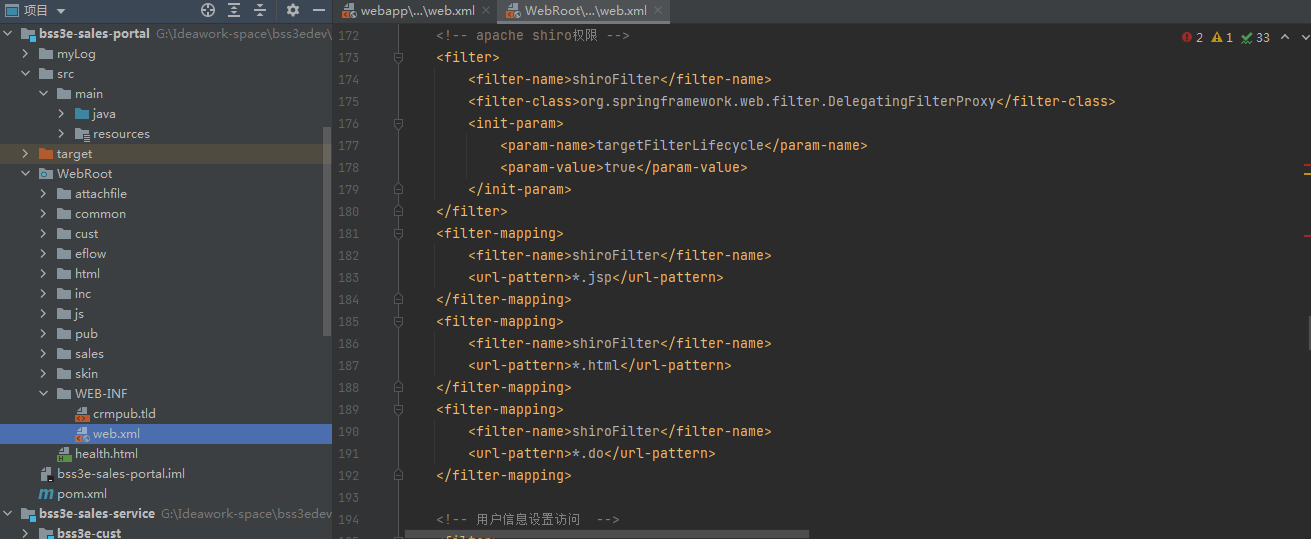 项目
webapp\...\web.xml
WebRoot\...\web.xml
bss3e-sales-portal G:\Ideawork-space\bss3edev\
myLog
src
main
java
resources
target
WebRoot
attachfile
common
cust
eflow
html
inc
js
pub
sales
skin
WEB-INF
crmpub.tld
web.xml
health.html
bss3e-sales-portal.iml
pom.xml
bss3e-sales-service G:\Ideawork-space\bss3edev
bss3e-cust
2 1 33
172 <!-- apache shiro权限 -->
173 <filter>
174 <filter-name>shiroFilter</filter-name>
175 <filter-class>org.springframework.web.filter.DelegatingFilterProxy</filter-class>
176 <init-param>
177 <param-name>targetFilterLifecycle</param-name>
178 <param-value>true</param-value>
179 </init-param>
180 </filter>
181 <filter-mapping>
182 <filter-name>shiroFilter</filter-name>
183 <url-pattern>*.jsp</url-pattern>
184 </filter-mapping>
185 <filter-mapping>
186 <filter-name>shiroFilter</filter-name>
187 <url-pattern>*.html</url-pattern>
188 </filter-mapping>
189 <filter-mapping>
190 <filter-name>shiroFilter</filter-name>
191 <url-pattern>*.do</url-pattern>
192 </filter-mapping>
193
194 <!-- 用户信息设置访问 -->